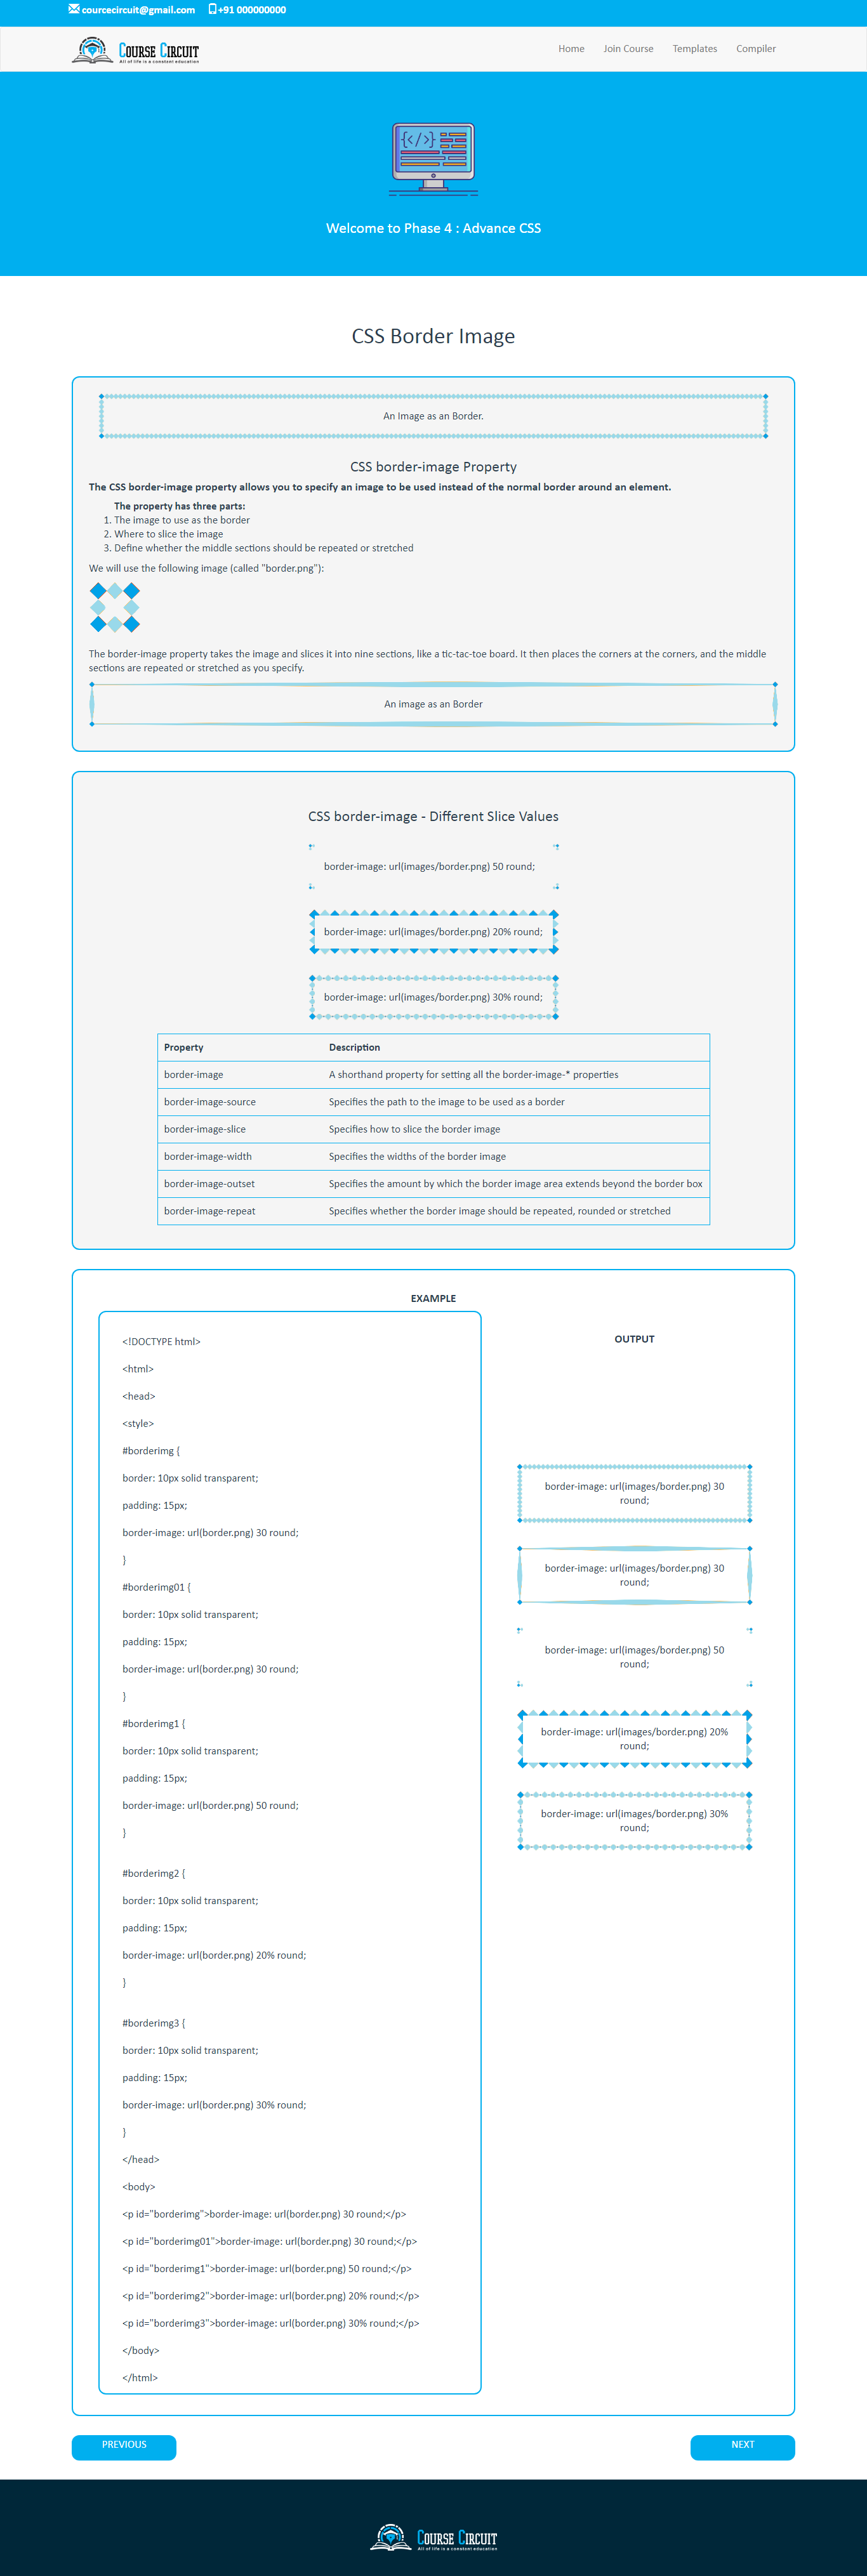 courcecircuit@gmail.com +91 000000000
COURSE CIRCUIT
All of life is a constant education
Home Join Course Templates Compiler
{</>}
Welcome to Phase 4 : Advance CSS
CSS Border Image
An Image as an Border.
CSS border-image Property
The CSS border-image property allows you to specify an image to be used instead of the normal border around an element.
The property has three parts:
1. The image to use as the border
2. Where to slice the image
3. Define whether the middle sections should be repeated or stretched
We will use the following image (called "border.png"):
The border-image property takes the image and slices it into nine sections, like a tic-tac-toe board. It then places the corners at the corners, and the middle
sections are repeated or stretched as you specify.
An image as an Border
CSS border-image - Different Slice Values
border-image: url(images/border.png) 50 round;
border-image: url(images/border.png) 20% round;
border-image: url(images/border.png) 30% round;
Property Description
border-image A shorthand property for setting all the border-image-* properties
border-image-source Specifies the path to the image to be used as a border
border-image-slice Specifies how to slice the border image
border-image-width Specifies the widths of the border image
border-image-outset Specifies the amount by which the border image area extends beyond the border box
border-image-repeat Specifies whether the border image should be repeated, rounded or stretched
EXAMPLE
<!DOCTYPE html>
<html>
<head>
<style>
#borderimg {
border: 10px solid transparent;
padding: 15px;
border-image: url(border.png) 30 round;
}
#borderimg01 {
border: 10px solid transparent;
padding: 15px;
border-image: url(border.png) 30 round;
}
#borderimg1 {
border: 10px solid transparent;
padding: 15px;
border-image: url(border.png) 50 round;
}
#borderimg2 {
border: 10px solid transparent;
padding: 15px;
border-image: url(border.png) 20% round;
}
#borderimg3 {
border: 10px solid transparent;
padding: 15px;
border-image: url(border.png) 30% round;
}
</head>
<body>
<p id="borderimg">border-image: url(border.png) 30 round;</p>
<p id="borderimg01">border-image: url(border.png) 30 round;</p>
<p id="borderimg1">border-image: url(border.png) 50 round;</p>
<p id="borderimg2">border-image: url(border.png) 20% round;</p>
<p id="borderimg3">border-image: url(border.png) 30% round;</p>
</body>
</html>
OUTPUT
border-image: url(images/border.png) 30
round;
border-image: url(images/border.png) 30
round;
border-image: url(images/border.png) 50
round;
border-image: url(images/border.png) 20%
round;
border-image: url(images/border.png) 30%
round;
PREVIOUS NEXT
COURSE CIRCUIT
All of life is a constant education